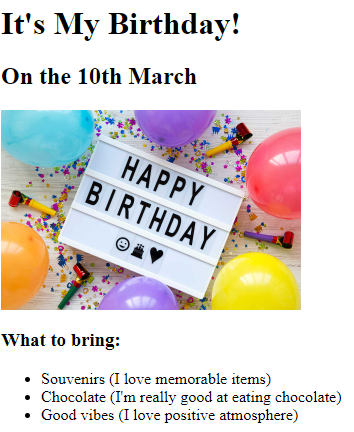 It's My Birthday!
On the 10th March
HAPPY
BIRTHDAY
What to bring:
Souvenirs (I love memorable items)
Chocolate (I'm really good at eating chocolate)
Good vibes (I love positive atmosphere)